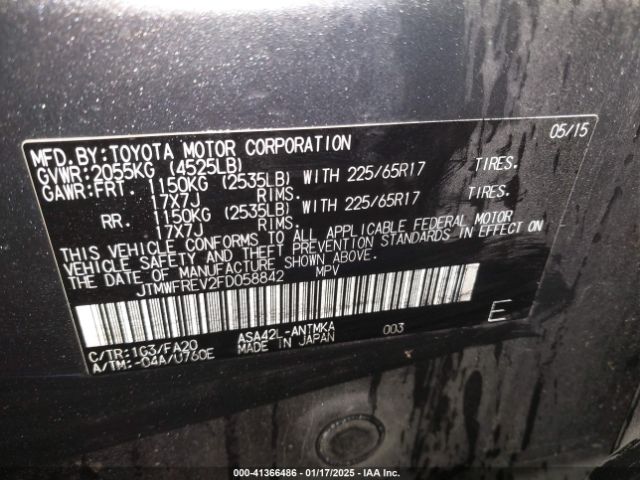 MFD.BY:TOYOTA MOTOR CORPORATION 05/15
GVWR:2055KG (4525LB)
GAWR:FRT. 1150KG (2535LB) WITH 225/65R17 TIRES.
17X7J RIMS.
RR. 1150KG (2535LB) WITH 225/65R17 TIRES.
17X7J RIMS.
THIS VEHICLE CONFORMS TO ALL APPLICABLE FEDERAL MOTOR
VEHICLE SAFETY AND THEFT PREVENTION STANDARDS IN EFFECT ON
THE DATE OF MANUFACTURE SHOWN ABOVE.
JTMWFREV2FD058842 MPV
C/TR:1G3/FA20 ASA42L-ANTMKA 003 E
A/TM:-04A/U760E MADE IN JAPAN
000-41366486 - 01/17/2025 - IAA Inc.